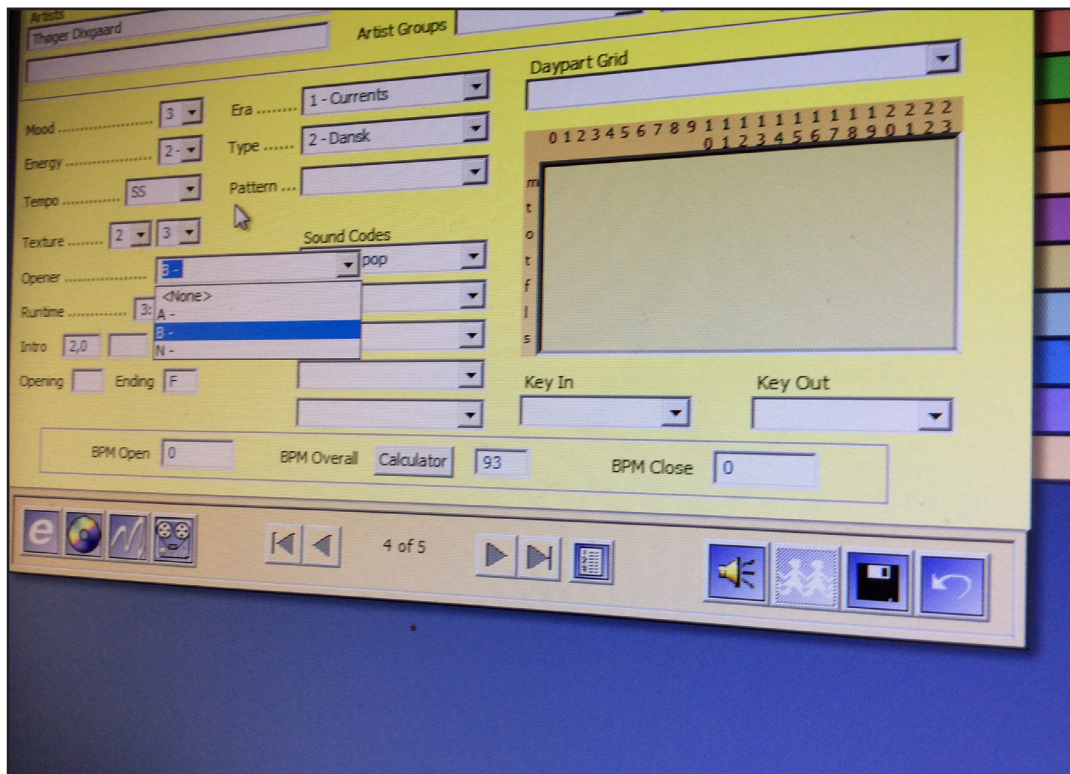 Artists
Thøger Dixgaard
Artist Groups
Mood .................. 3
Energy .................. 2 -
Tempo ............. SS
Texture ........ 2 3
Opener ..................
B -
<None>
A -
B -
N -
Runtime ............. 3:
Intro 2,0
Opening Ending F
Era ........ 1 - Currents
Type ...... 2 - Dansk
Pattern ...
Sound Codes
pop
Daypart Grid
0 1 2 3 4 5 6 7 8 9 1 1 1 1 1 1 1 1 1 1 2 2 2 2
0 1 2 3 4 5 6 7 8 9 0 1 2 3
m
t
o
t
f
l
s
Key In Key Out
BPM Open 0 BPM Overall Calculator 93 BPM Close 0
e
4 of 5